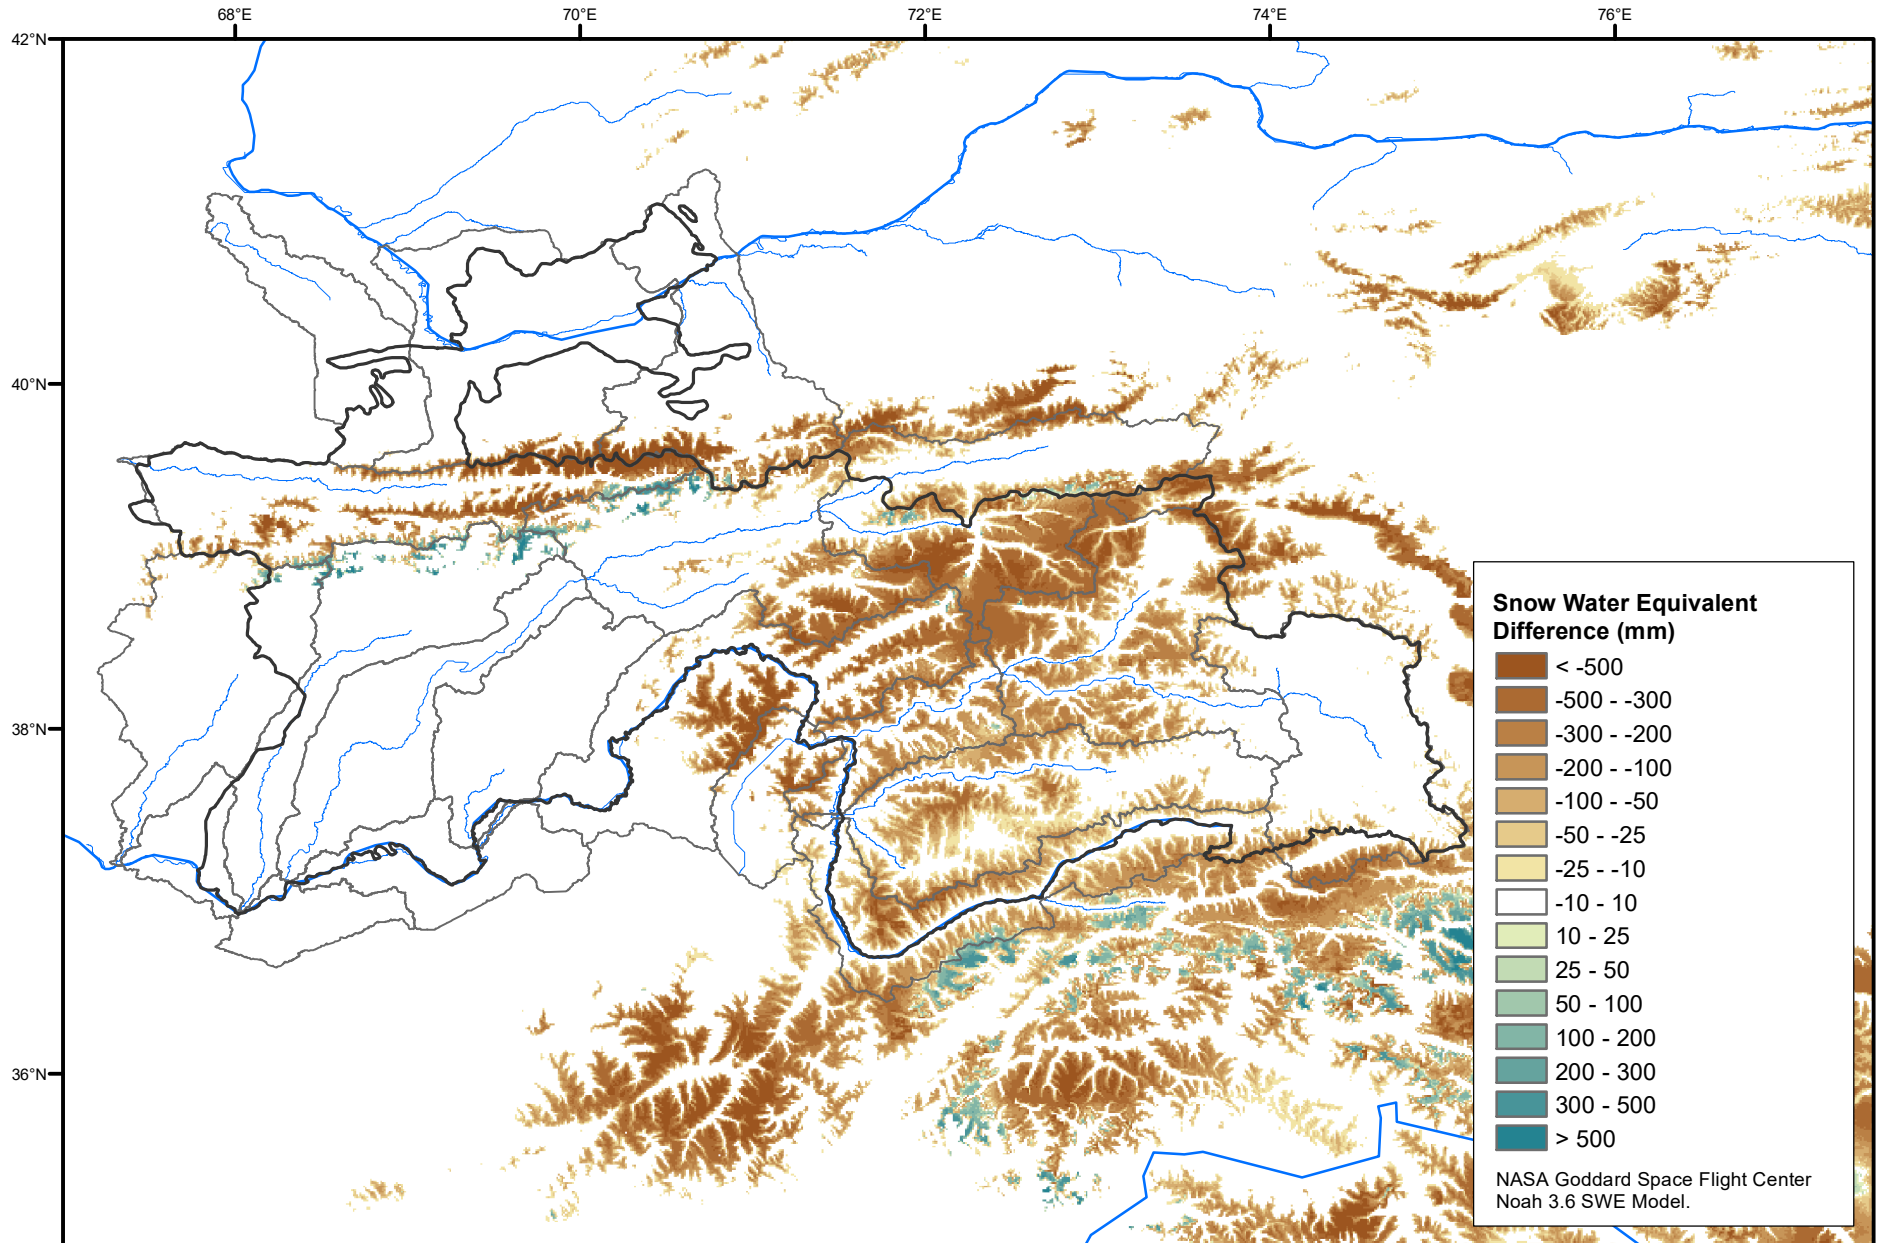 68°E 70°E 72°E 74°E 76°E
42°N
40°N
38°N
36°N
Snow Water Equivalent
Difference (mm)
< -500
-500 - -300
-300 - -200
-200 - -100
-100 - -50
-50 - -25
-25 - -10
-10 - 10
10 - 25
25 - 50
50 - 100
100 - 200
200 - 300
300 - 500
> 500
NASA Goddard Space Flight Center
Noah 3.6 SWE Model.